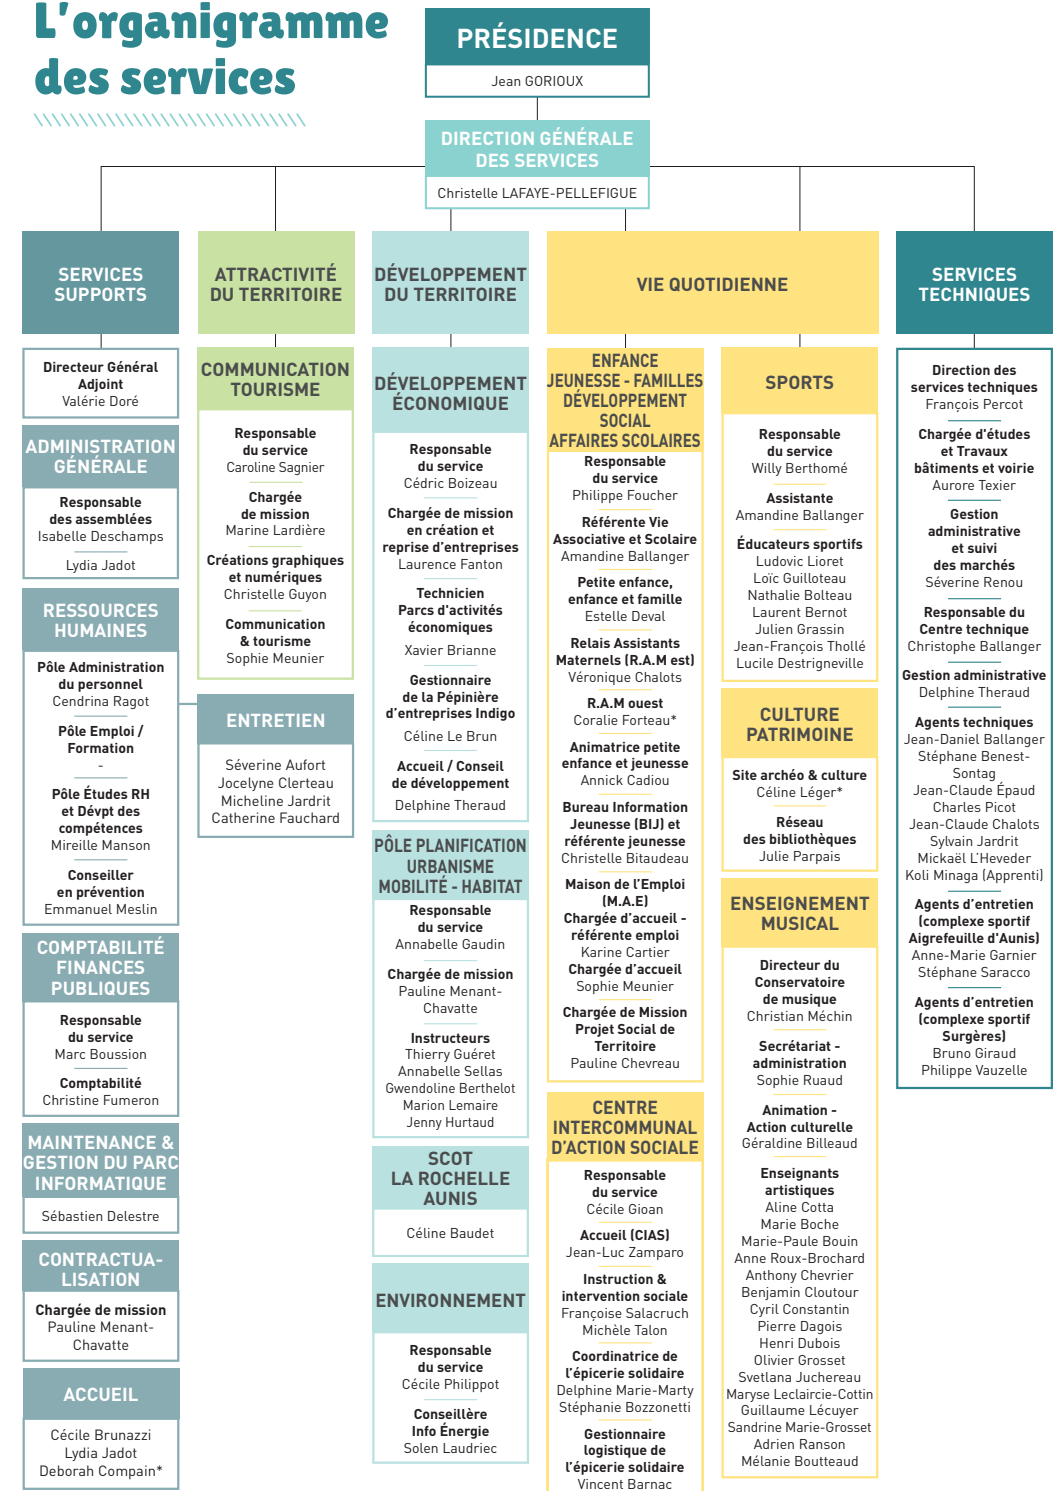 L'organigramme
des services
PRÉSIDENCE
Jean GORIOUX
DIRECTION GÉNÉRALE
DES SERVICES
Christelle LAFAYE-PELLEFIGUE
SERVICES
SUPPORTS
Directeur Général
Adjoint
Valérie Doré
ADMINISTRATION
GÉNÉRALE
Responsable
des assemblées
Isabelle Deschamps
Lydia Jadot
RESSOURCES
HUMAINES
Pôle Administration
du personnel
Cendrina Ragot
Pôle Emploi /
Formation
-
Pôle Études RH
et Dévpt des
compétences
Mireille Manson
Conseiller
en prévention
Emmanuel Meslin
COMPTABILITÉ
FINANCES
PUBLIQUES
Responsable
du service
Marc Boussion
Comptabilité
Christine Fumeron
MAINTENANCE &
GESTION DU PARC
INFORMATIQUE
Sébastien Delestre
CONTRACTUA-
LISATION
Chargée de mission
Pauline Menant-
Chavatte
ACCUEIL
Cécile Brunazzi
Lydia Jadot
Deborah Compain*
ATTRACTIVITÉ
DU TERRITOIRE
COMMUNICATION
TOURISME
Responsable
du service
Caroline Sagnier
Chargée
de mission
Marine Lardière
Créations graphiques
et numériques
Christelle Guyon
Communication
& tourisme
Sophie Meunier
ENTRETIEN
Séverine Aufort
Jocelyne Clerteau
Micheline Jardrit
Catherine Fauchard
DÉVELOPPEMENT
DU TERRITOIRE
DÉVELOPPEMENT
ÉCONOMIQUE
Responsable
du service
Cédric Boizeau
Chargée de mission
en création et
reprise d'entreprises
Laurence Fanton
Technicien
Parcs d'activités
économiques
Xavier Brianne
Gestionnaire
de la Pépinière
d'entreprises Indigo
Céline Le Brun
Accueil / Conseil
de développement
Delphine Theraud
PÔLE PLANIFICATION
URBANISME
MOBILITÉ - HABITAT
Responsable
du service
Annabelle Gaudin
Chargée de mission
Pauline Menant-
Chavatte
Instructeurs
Thierry Guéret
Annabelle Sellas
Gwendoline Berthelot
Marion Lemaire
Jenny Hurtaud
SCOT
LA ROCHELLE
AUNIS
Céline Baudet
ENVIRONNEMENT
Responsable
du service
Cécile Philippot
Conseillère
Info Énergie
Solen Laudriec
VIE QUOTIDIENNE
ENFANCE
JEUNESSE - FAMILLES
DÉVELOPPEMENT
SOCIAL
AFFAIRES SCOLAIRES
Responsable
du service
Philippe Foucher
Référente Vie
Associative et Scolaire
Amandine Ballanger
Petite enfance,
enfance et famille
Estelle Deval
Relais Assistants
Maternels (R.A.M est)
Véronique Chalots
R.A.M ouest
Coralie Forteau*
Animatrice petite
enfance et jeunesse
Annick Cadiou
Bureau Information
Jeunesse (BIJ) et
référente jeunesse
Christelle Bitaudeau
Maison de l'Emploi
(M.A.E)
Chargée d'accueil -
référente emploi
Karine Cartier
Chargée d'accueil
Sophie Meunier
Chargée de Mission
Projet Social de
Territoire
Pauline Chevreau
CENTRE
INTERCOMMUNAL
D'ACTION SOCIALE
Responsable
du service
Cécile Gioan
Accueil (CIAS)
Jean-Luc Zamparo
Instruction &
intervention sociale
Françoise Salacruch
Michèle Talon
Coordinatrice de
l'épicerie solidaire
Delphine Marie-Marty
Stéphanie Bozzonetti
Gestionnaire
logistique de
l'épicerie solidaire
Vincent Barnac
SPORTS
Responsable
du service
Willy Berthomé
Assistante
Amandine Ballanger
Éducateurs sportifs
Ludovic Lioret
Loïc Guilloteau
Nathalie Bolteau
Laurent Bernot
Julien Grassin
Jean-François Thollé
Lucile Destrigneville
CULTURE
PATRIMOINE
Site archéo & culture
Céline Léger*
Réseau
des bibliothèques
Julie Parpais
ENSEIGNEMENT
MUSICAL
Directeur du
Conservatoire
de musique
Christian Méchin
Secrétariat -
administration
Sophie Ruaud
Animation -
Action culturelle
Géraldine Billeaud
Enseignants
artistiques
Aline Cotta
Marie Boche
Marie-Paule Bouin
Anne Roux-Brochard
Anthony Chevrier
Benjamin Cloutour
Cyril Constantin
Pierre Dagois
Henri Dubois
Olivier Grosset
Svetlana Juchereau
Maryse Leclaircie-Cottin
Guillaume Lécuyer
Sandrine Marie-Grosset
Adrien Ranson
Mélanie Boutteaud
SERVICES
TECHNIQUES
Direction des
services techniques
François Percot
Chargée d'études
et Travaux
bâtiments et voirie
Aurore Texier
Gestion
administrative
et suivi
des marchés
Séverine Renou
Responsable du
Centre technique
Christophe Ballanger
Gestion administrative
Delphine Theraud
Agents techniques
Jean-Daniel Ballanger
Stéphane Benest-
Sontag
Jean-Claude Épaud
Charles Picot
Jean-Claude Chalots
Sylvain Jardrit
Mickaël L'Heveder
Koli Minaga (Apprenti)
Agents d'entretien
(complexe sportif
Aigrefeuille d'Aunis)
Anne-Marie Garnier
Stéphane Saracco
Agents d'entretien
(complexe sportif
Surgères)
Bruno Giraud
Philippe Vauzelle